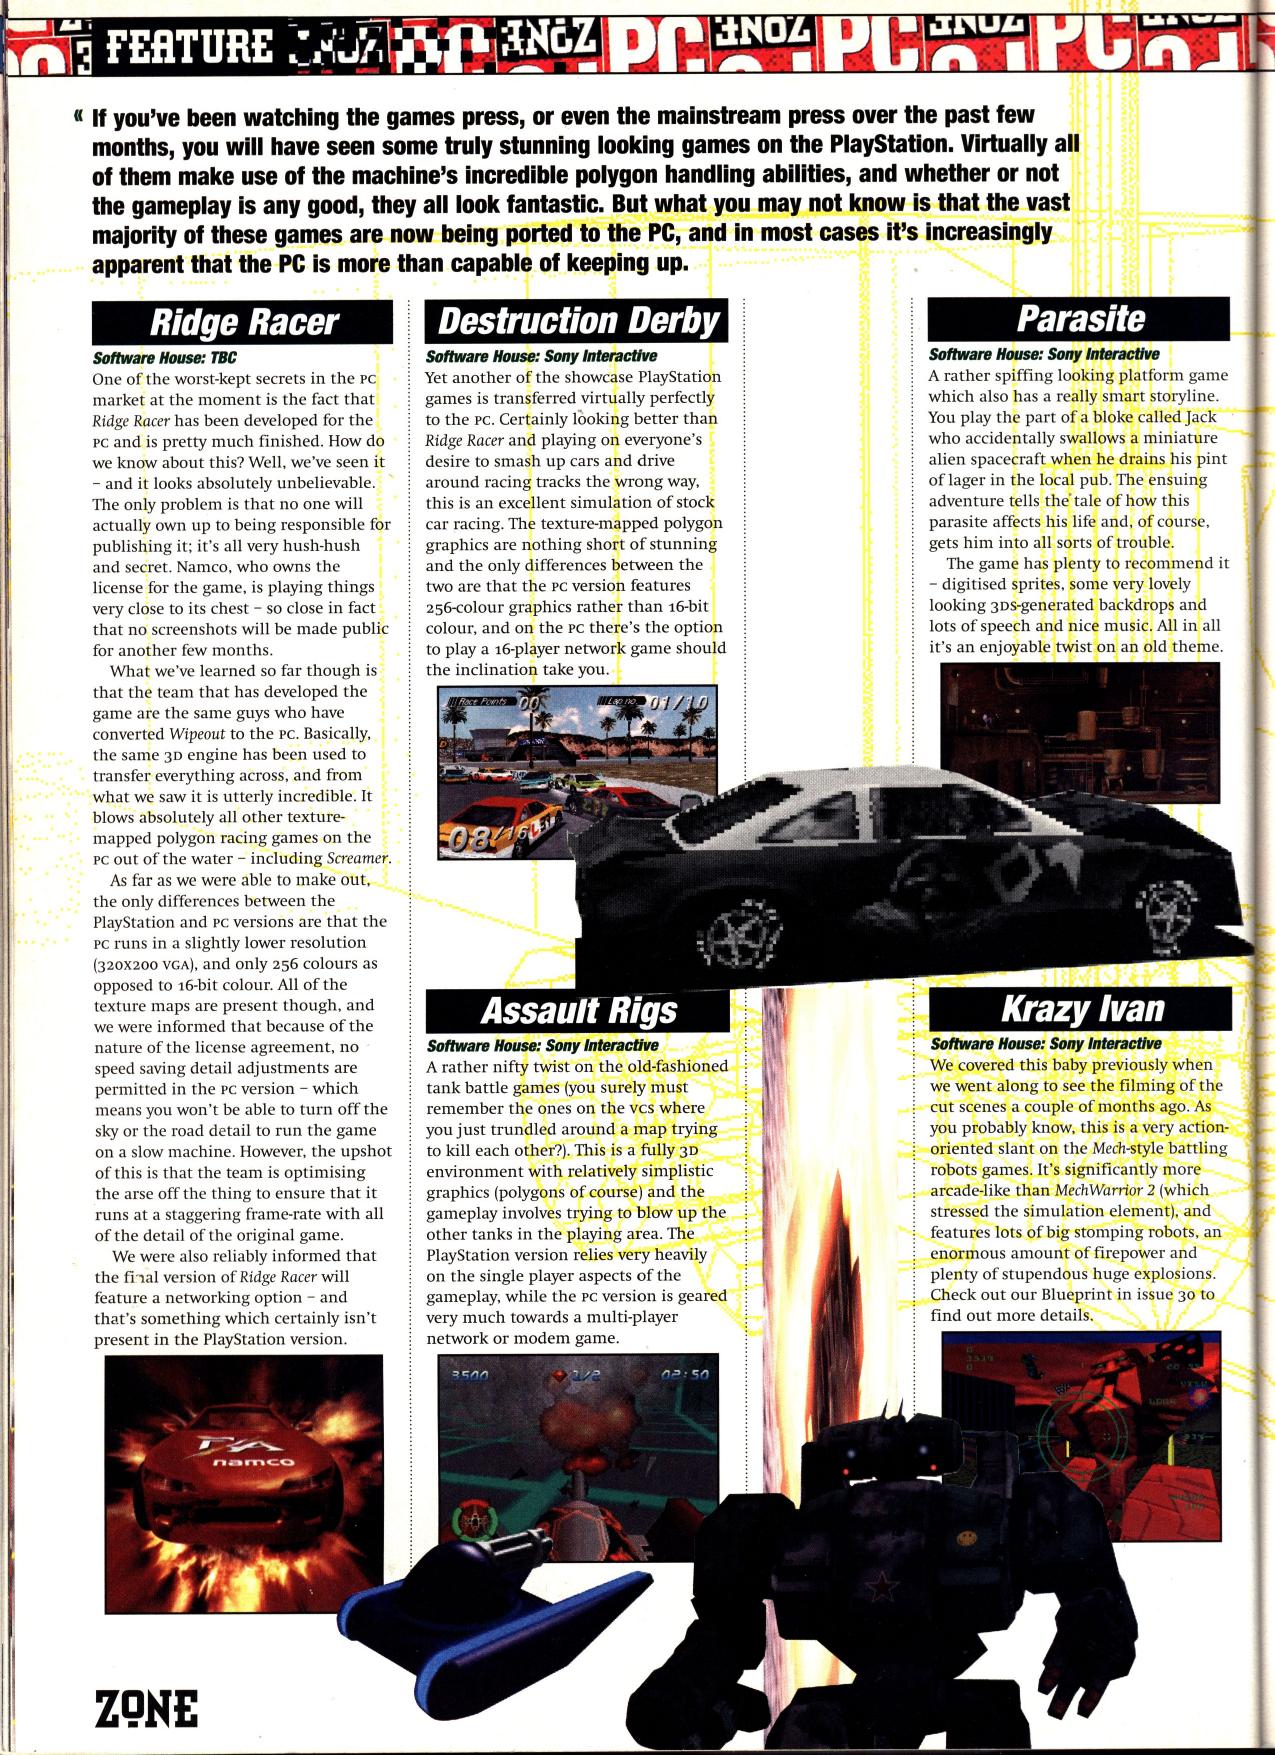 FEATURE
« If you've been watching the games press, or even the mainstream press over the past few
months, you will have seen some truly stunning looking games on the PlayStation. Virtually all
of them make use of the machine's incredible polygon handling abilities, and whether or not
the gameplay is any good, they all look fantastic. But what you may not know is that the vast
majority of these games are now being ported to the PC, and in most cases it's increasingly
apparent that the PC is more than capable of keeping up.
Ridge Racer
Software House: TBC
One of the worst-kept secrets in the PC
market at the moment is the fact that
Ridge Racer has been developed for the
PC and is pretty much finished. How do
we know about this? Well, we've seen it
– and it looks absolutely unbelievable.
The only problem is that no one will
actually own up to being responsible for
publishing it; it's all very hush-hush
and secret. Namco, who owns the
license for the game, is playing things
very close to its chest – so close in fact
that no screenshots will be made public
for another few months.
What we've learned so far though is
that the team that has developed the
game are the same guys who have
converted Wipeout to the PC. Basically,
the same 3D engine has been used to
transfer everything across, and from
what we saw it is utterly incredible. It
blows absolutely all other texture-
mapped polygon racing games on the
PC out of the water – including Screamer.
As far as we were able to make out,
the only differences between the
PlayStation and PC versions are that the
PC runs in a slightly lower resolution
(320X200 VGA), and only 256 colours as
opposed to 16-bit colour. All of the
texture maps are present though, and
we were informed that because of the
nature of the license agreement, no
speed saving detail adjustments are
permitted in the PC version – which
means you won't be able to turn off the
sky or the road detail to run the game
on a slow machine. However, the upshot
of this is that the team is optimising
the arse off the thing to ensure that it
runs at a staggering frame-rate with all
of the detail of the original game.
We were also reliably informed that
the final version of Ridge Racer will
feature a networking option – and
that's something which certainly isn't
present in the PlayStation version.
namco
Destruction Derby
Software House: Sony Interactive
Yet another of the showcase PlayStation
games is transferred virtually perfectly
to the PC. Certainly looking better than
Ridge Racer and playing on everyone's
desire to smash up cars and drive
around racing tracks the wrong way,
this is an excellent simulation of stock
car racing. The texture-mapped polygon
graphics are nothing short of stunning
and the only differences between the
two are that the PC version features
256-colour graphics rather than 16-bit
colour, and on the PC there's the option
to play a 16-player network game should
the inclination take you.
Race Points 00 Lap no. 01/10
08/16
Assault Rigs
Software House: Sony Interactive
A rather nifty twist on the old-fashioned
tank battle games (you surely must
remember the ones on the VCS where
you just trundled around a map trying
to kill each other?). This is a fully 3D
environment with relatively simplistic
graphics (polygons of course) and the
gameplay involves trying to blow up the
other tanks in the playing area. The
PlayStation version relies very heavily
on the single player aspects of the
gameplay, while the PC version is geared
very much towards a multi-player
network or modem game.
3500 1/2 02:50
Parasite
Software House: Sony Interactive
A rather spiffing looking platform game
which also has a really smart storyline.
You play the part of a bloke called Jack
who accidentally swallows a miniature
alien spacecraft when he drains his pint
of lager in the local pub. The ensuing
adventure tells the tale of how this
parasite affects his life and, of course,
gets him into all sorts of trouble.
The game has plenty to recommend it
– digitised sprites, some very lovely
looking 3DS-generated backdrops and
lots of speech and nice music. All in all
it's an enjoyable twist on an old theme.
Krazy Ivan
Software House: Sony Interactive
We covered this baby previously when
we went along to see the filming of the
cut scenes a couple of months ago. As
you probably know, this is a very action-
oriented slant on the Mech-style battling
robots games. It's significantly more
arcade-like than MechWarrior 2 (which
stressed the simulation element), and
features lots of big stomping robots, an
enormous amount of firepower and
plenty of stupendous huge explosions.
Check out our Blueprint in issue 30 to
find out more details.
ZONE